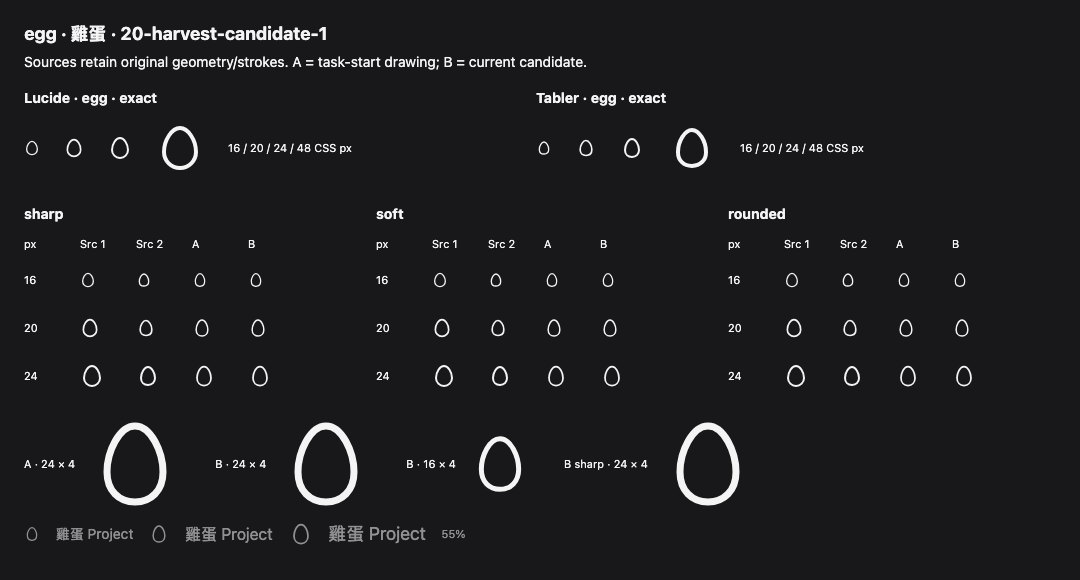 egg · 雞蛋 · 20-harvest-candidate-1
Sources retain original geometry/strokes. A = task-start drawing; B = current candidate.
Lucide · egg · exact
Tabler · egg · exact
16 / 20 / 24 / 48 CSS px
16 / 20 / 24 / 48 CSS px
sharp
soft
rounded
px Src 1 Src 2 A B
px Src 1 Src 2 A B
px Src 1 Src 2 A B
16
16
16
20
20
20
24
24
24
A · 24 × 4
B · 24 × 4
B · 16 × 4
B sharp · 24 × 4
雞蛋 Project
雞蛋 Project
雞蛋 Project
55%